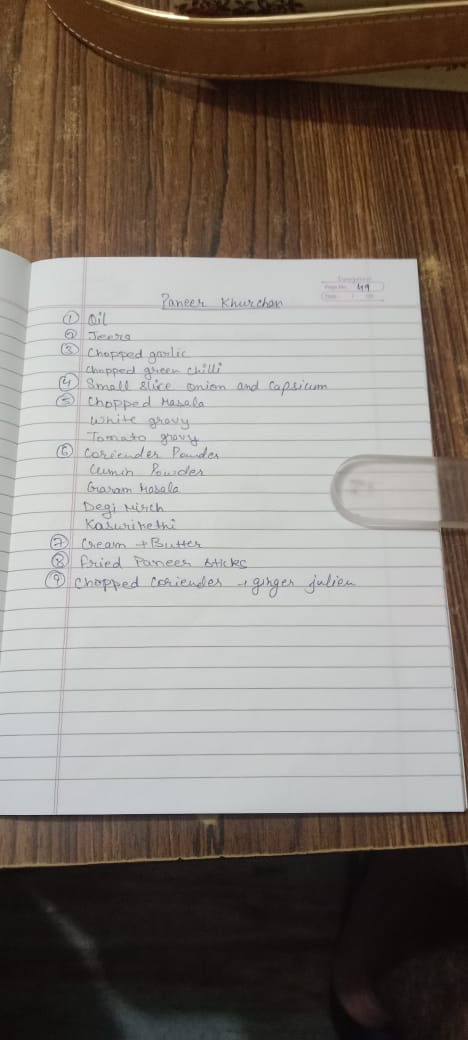 Page No. 49
Date
Paneer Khurchan
① Oil
② Jeera
③ Chopped garlic
chopped green chilli
④ Small slice onion and Capsicum
⑤ Chopped Masala
White gravy
Tomato gravy
⑥ Coriender Powder
Cumin Powder
Garam Masala
Degi Mirch
Kasurimethi
⑦ Cream + Butter
⑧ Fried Paneer sticks
⑨ Chopped Coriender + ginger julien